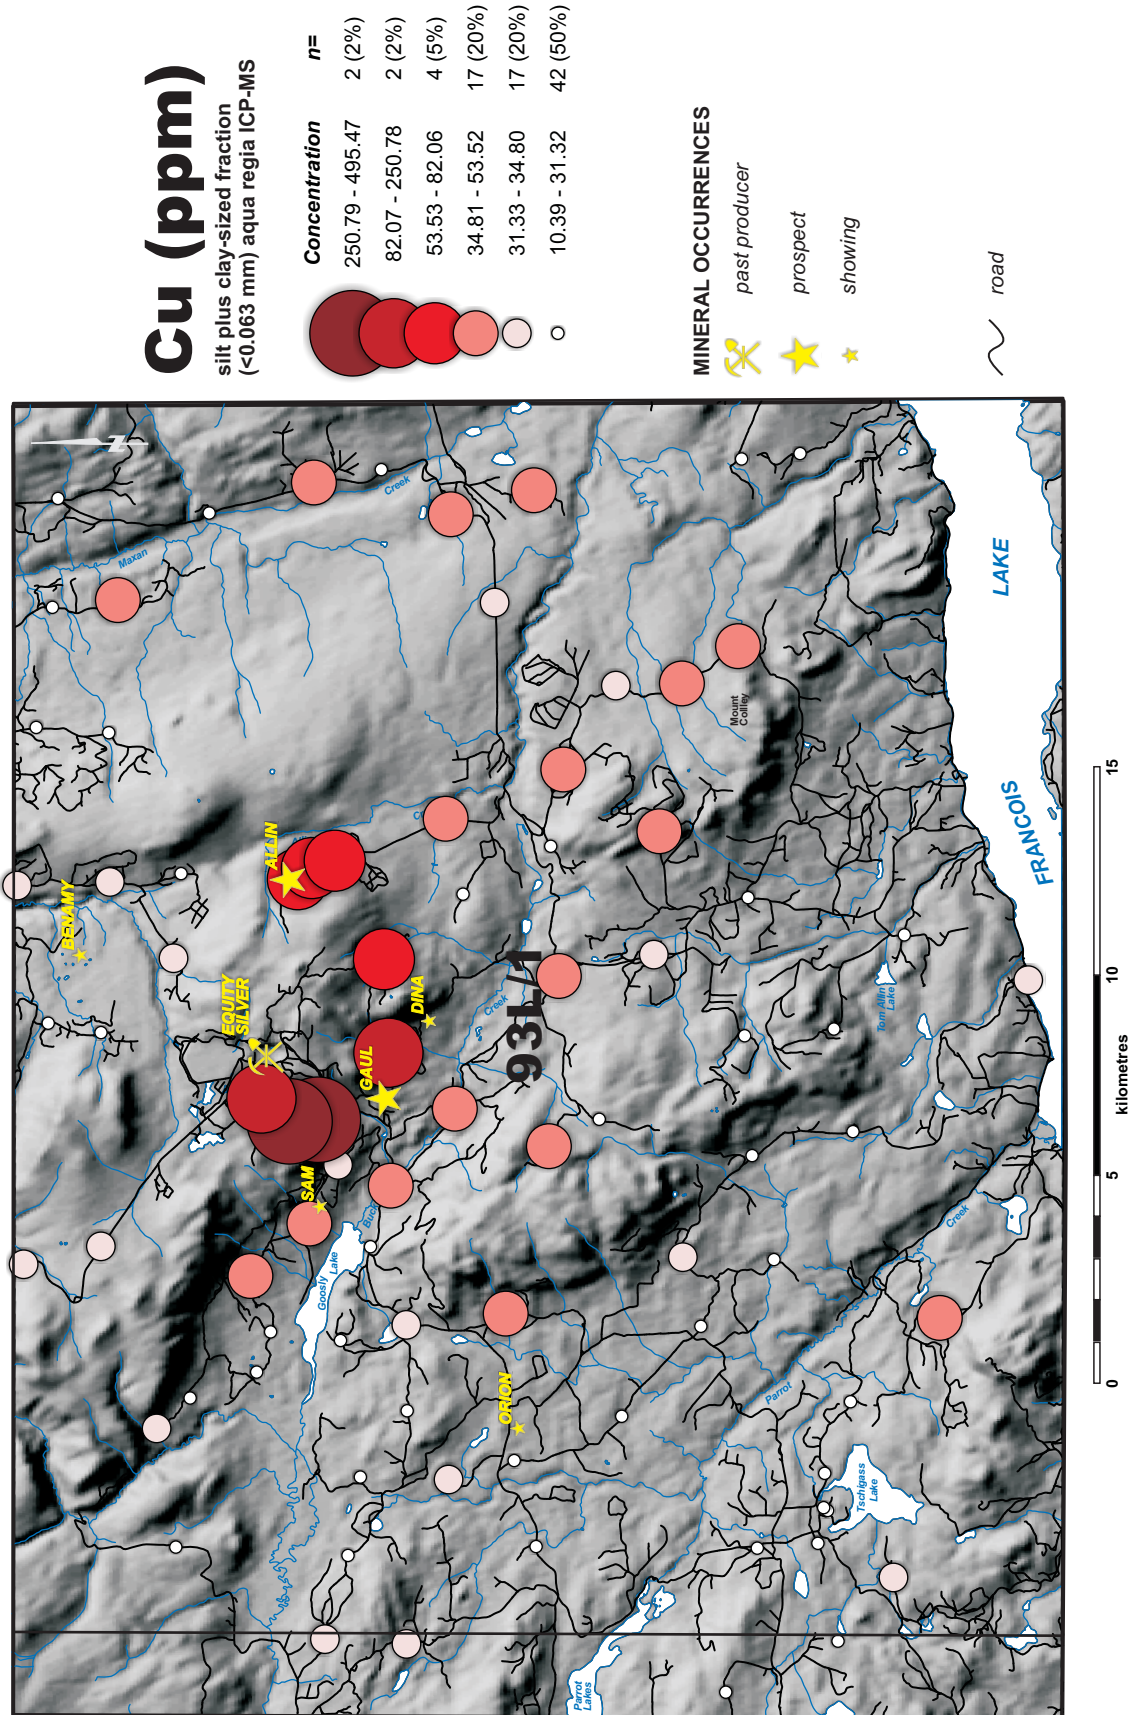 Cu (ppm)
silt plus clay-sized fraction
(<0.063 mm) aqua regia ICP-MS
Concentration n=
250.79 - 495.47 2 (2%)
82.07 - 250.78 2 (2%)
53.53 - 82.06 4 (5%)
34.81 - 53.52 17 (20%)
31.33 - 34.80 17 (20%)
10.39 - 31.32 42 (50%)
MINERAL OCCURRENCES
past producer
prospect
showing
road
N
Maxan
Creek
BENAMY
ALLIN
EQUITY
SILVER
DINA
GAUL
SAM
Goosly Lake
Buck
Creek
C
93L/1
Mount
Colley
ORION
Parrot
Creek
Tom Allin
Lake
Tschigass
Lake
Parrot
Lakes
FRANCOIS
LAKE
0 5 10 15
kilometres